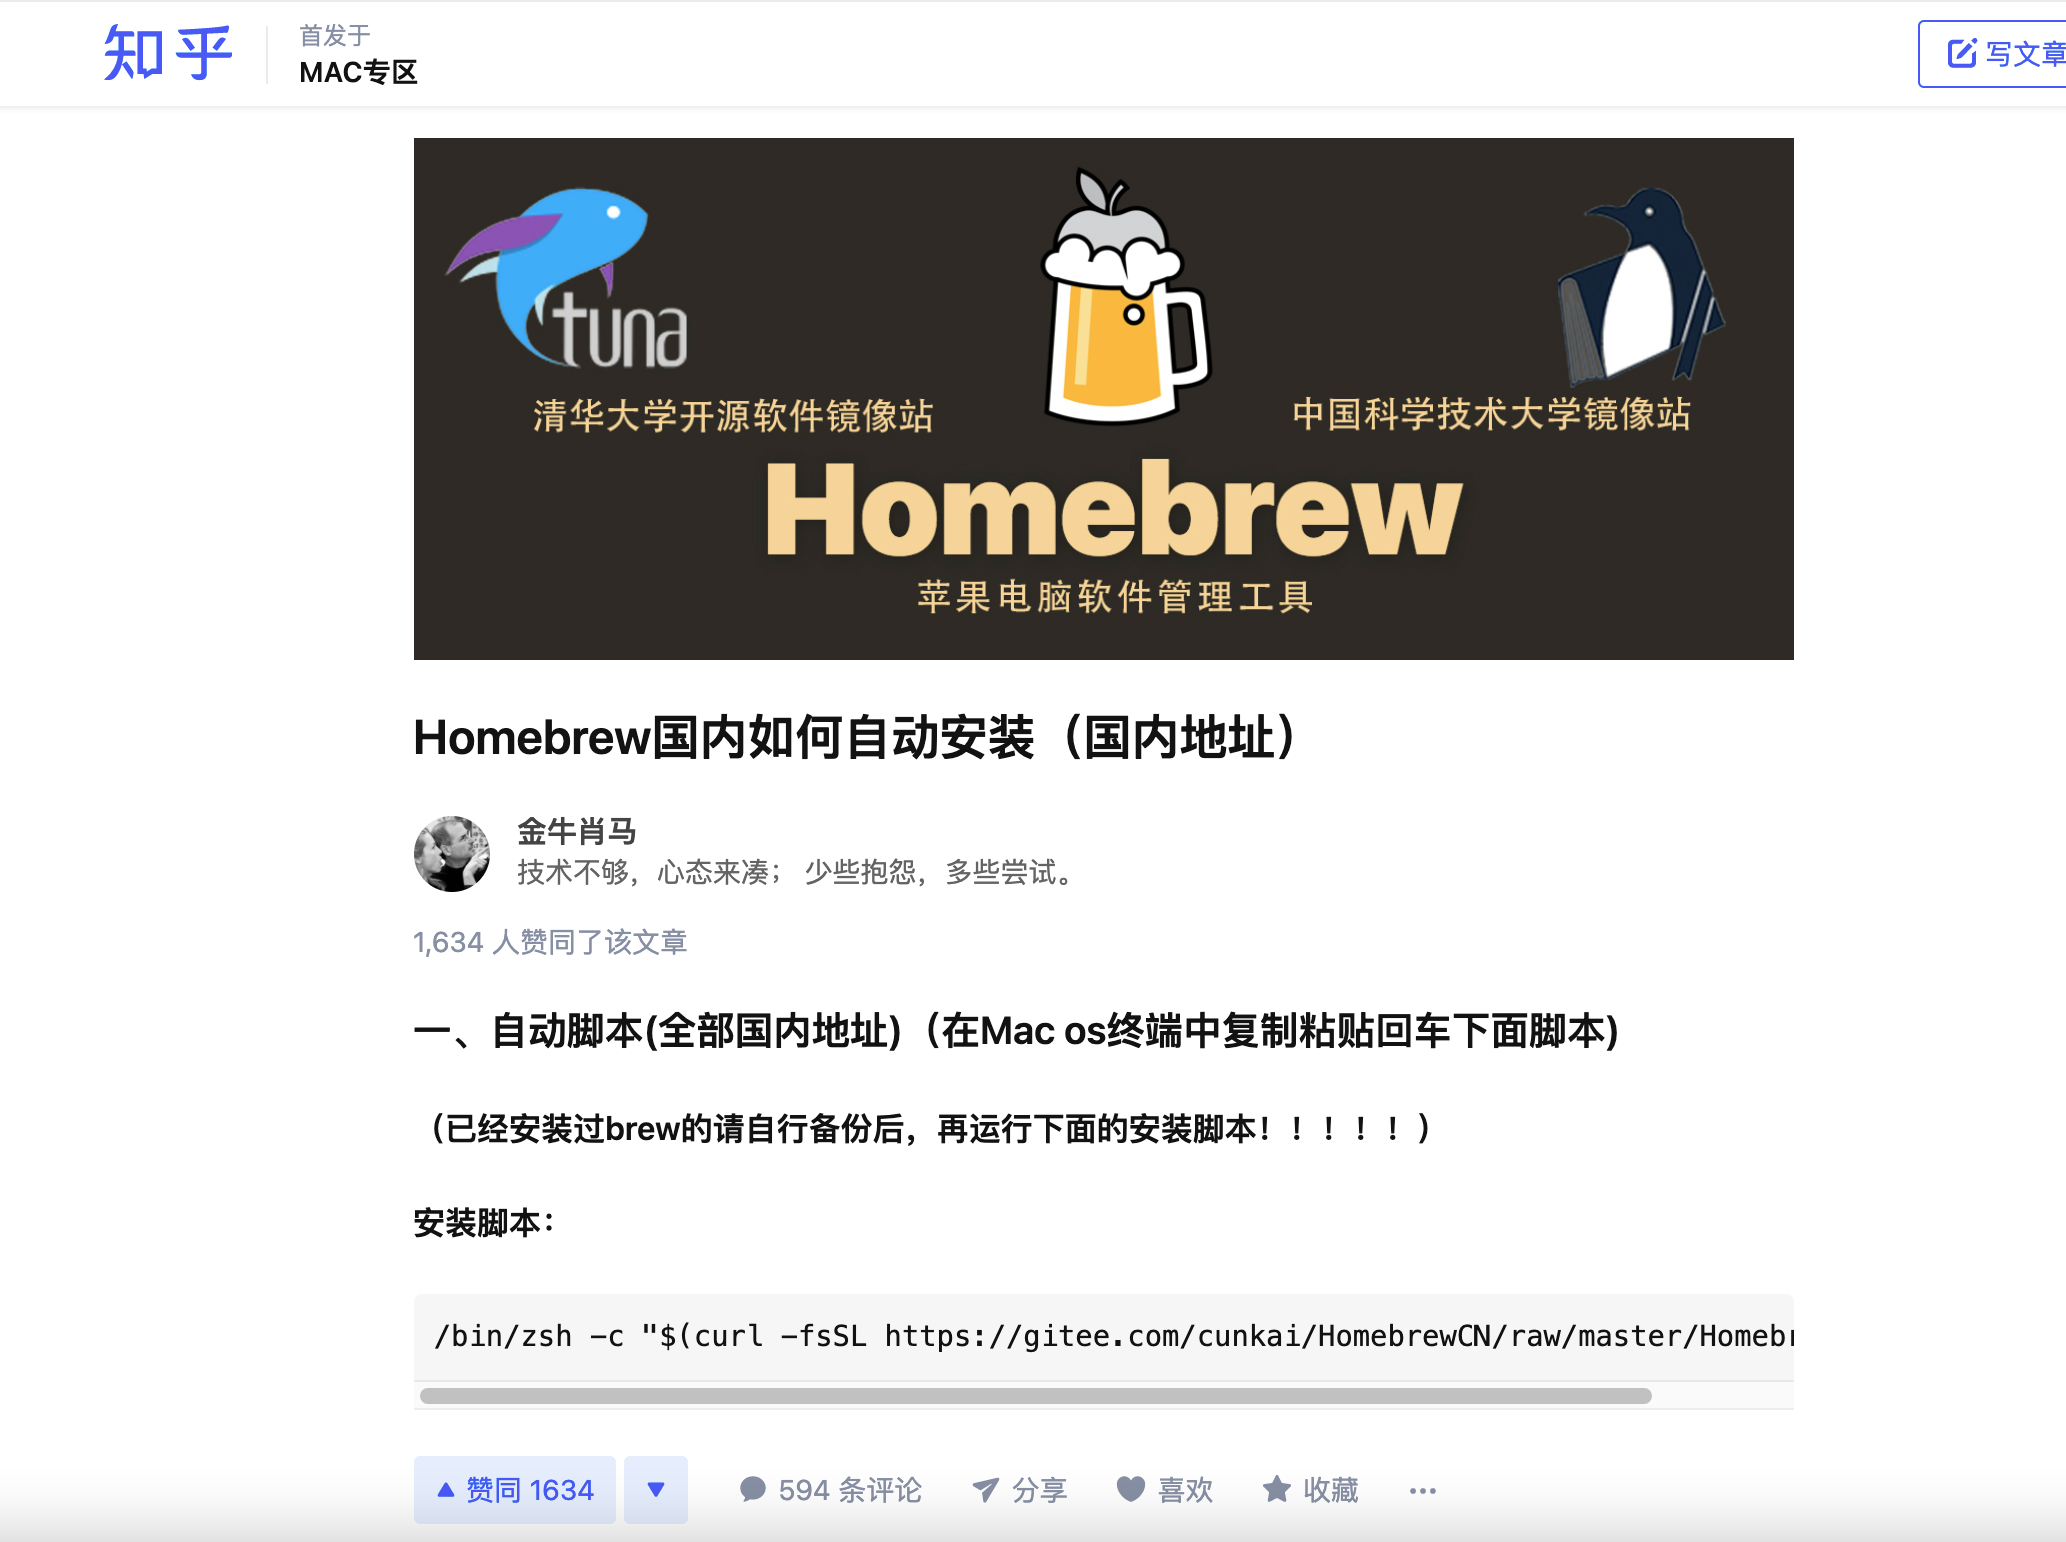 知乎
首发于
MAC专区
写文章
tuna
清华大学开源软件镜像站
中国科学技术大学镜像站
Homebrew
苹果电脑软件管理工具
Homebrew国内如何自动安装（国内地址）
金牛肖马
技术不够，心态来凑； 少些抱怨，多些尝试。
1,634 人赞同了该文章
一、自动脚本(全部国内地址)（在Mac os终端中复制粘贴回车下面脚本)
（已经安装过brew的请自行备份后，再运行下面的安装脚本！！！！！）
安装脚本：
/bin/zsh -c "$(curl -fsSL https://gitee.com/cunkai/HomebrewCN/raw/master/Homebr
赞同 1634
594 条评论
分享
喜欢
收藏